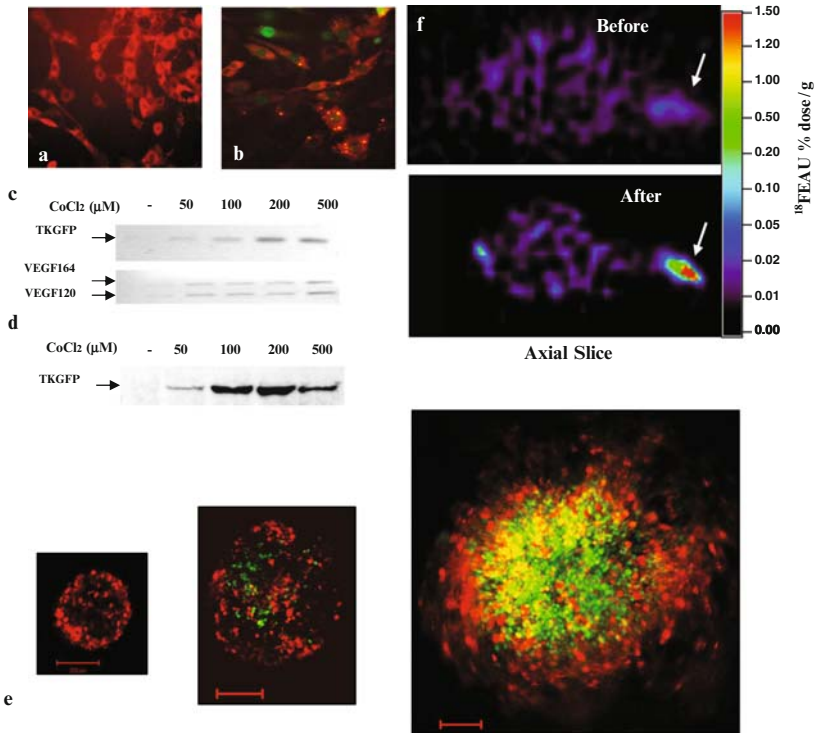 a
b
c
CoCl2 (µM) - 50 100 200 500
TKGFP
VEGF164
VEGF120
d
CoCl2 (µM) - 50 100 200 500
TKGFP
e
f
Before
After
Axial Slice
1.50
1.20
1.00
0.50
0.20
0.10
0.05
0.02
0.01
0.00
18FEAU % dose/g